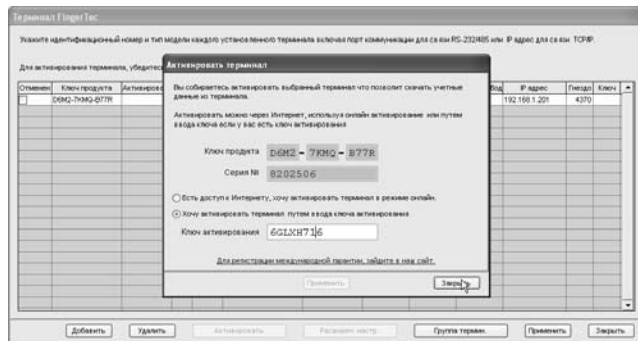 Терминал FingerTec
Укажите идентификационный номер и тип модели каждого установленного терминала включая порт коммуникации для связи RS-232/485 или IP адрес для связи TCP/IP.
Для активирования терминала, убедитесь
Отменен Ключ продукта IP адрес Гнездо Ключ
D6M2-7KMQ-B77R 192.168.1.201 4370
Активировать терминал
Вы собираетесь активировать выбранный терминал что позволит скачать учетные
данные из терминала.
Активировать можно через Интернет, используя онлайн активирование или путем
ввода ключа если у вас есть ключ активирования
Ключ продукта D6M2 - 7KMQ - B77R
Серия № 8202506
Есть доступ к Интернету, хочу активировать терминал в режиме онлайн.
Хочу активировать терминал путем ввода ключа активирования
Ключ активирования 6GLXH716
Для регистрации международной гарантии, зайдите в наш сайт.
Применить Закрыть
Добавить Удалить Активировать Расширен настр. Группа термин. Применить Закрыть